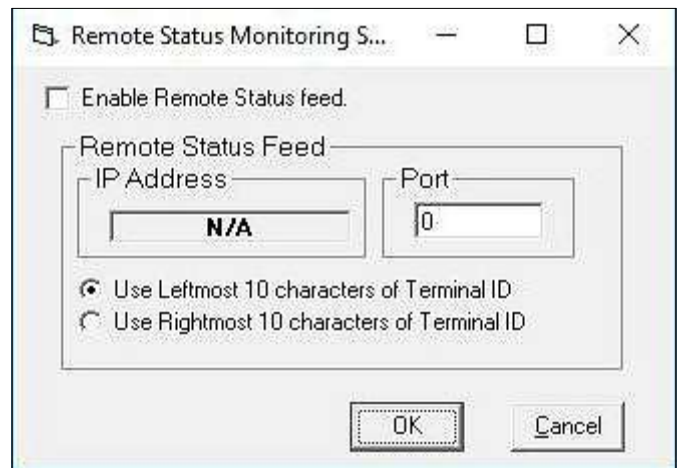 Remote Status Monitoring S...
Enable Remote Status feed.
Remote Status Feed
IP Address
Port
N/A
0
Use Leftmost 10 characters of Terminal ID
Use Rightmost 10 characters of Terminal ID
OK
Cancel